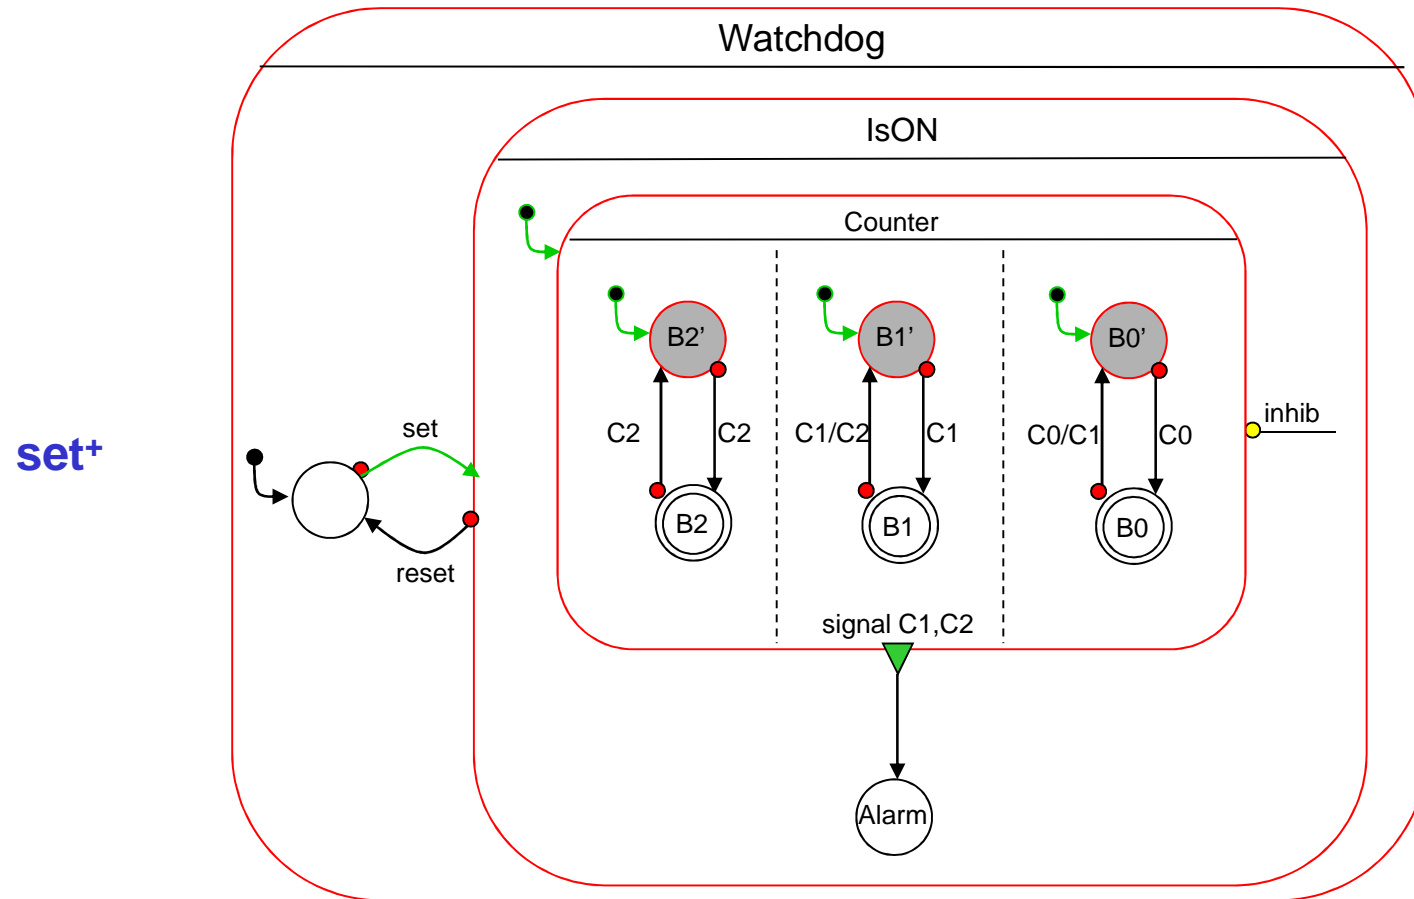 Watchdog
IsON
Counter
B2’
B1’
B0’
inhib
set
C2
C2
C1/C2
C1
C0/C1
C0
set+
B2
B1
B0
reset
signal C1,C2
Alarm